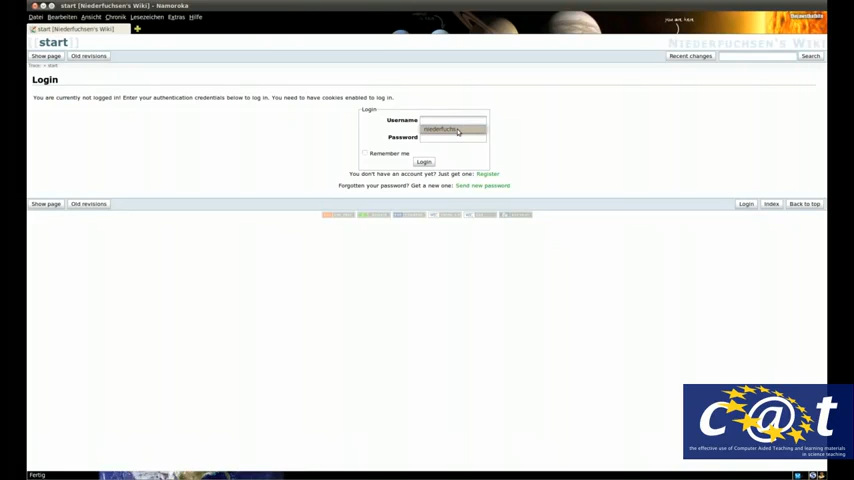 start [Niederfuchsen's Wiki] - Namoroka
Datei Bearbeiten Ansicht Chronik Lesezeichen Extras Hilfe
start [Niederfuchsen's Wiki]
[[start]]
NIEDERFUCHSEN'S WIKI
Show page Old revisions Recent changes Search
Trace: » start
Login
You are currently not logged in! Enter your authentication credentials below to log in. You need to have cookies enabled to log in.
Login
Username
niederfuchs
Password
Remember me
Login
You don't have an account yet? Just get one: Register
Forgotten your password? Get a new one: Send new password
Show page Old revisions Login Index Back to top
c@t
the effective use of Computer Aided Teaching and learning materials
in science teaching
Fertig